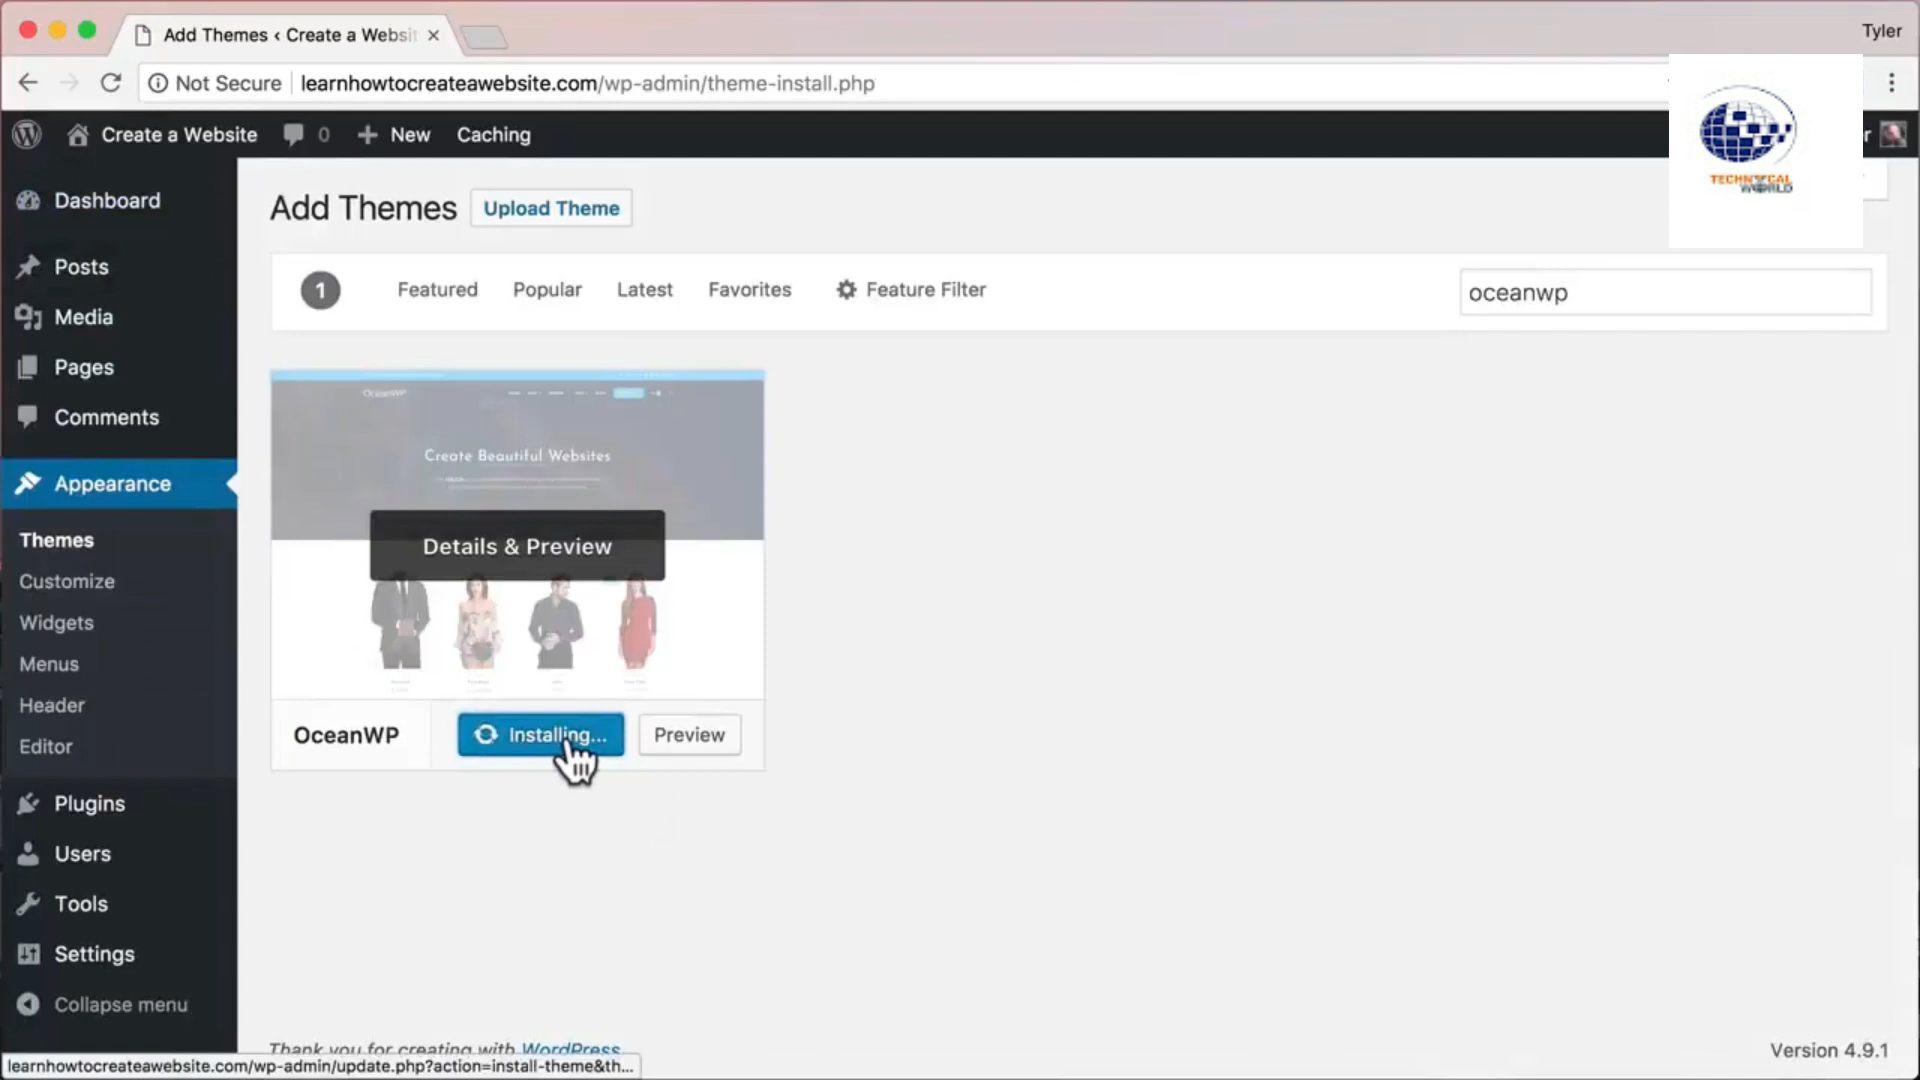 Add Themes ‹ Create a Websit
Tyler
Not Secure learnhowtocreateawebsite.com/wp-admin/theme-install.php
Create a Website 0 New Caching
TECHNICAL
WORLD
Dashboard
Posts
Media
Pages
Comments
Appearance
Themes
Customize
Widgets
Menus
Header
Editor
Plugins
Users
Tools
Settings
Collapse menu
Add Themes Upload Theme
1 Featured Popular Latest Favorites Feature Filter oceanwp
OceanWP
Create Beautiful Websites
Details & Preview
OceanWP Installing... Preview
Thank you for creating with WordPress
Version 4.9.1
learnhowtocreateawebsite.com/wp-admin/update.php?action=install-theme&th...